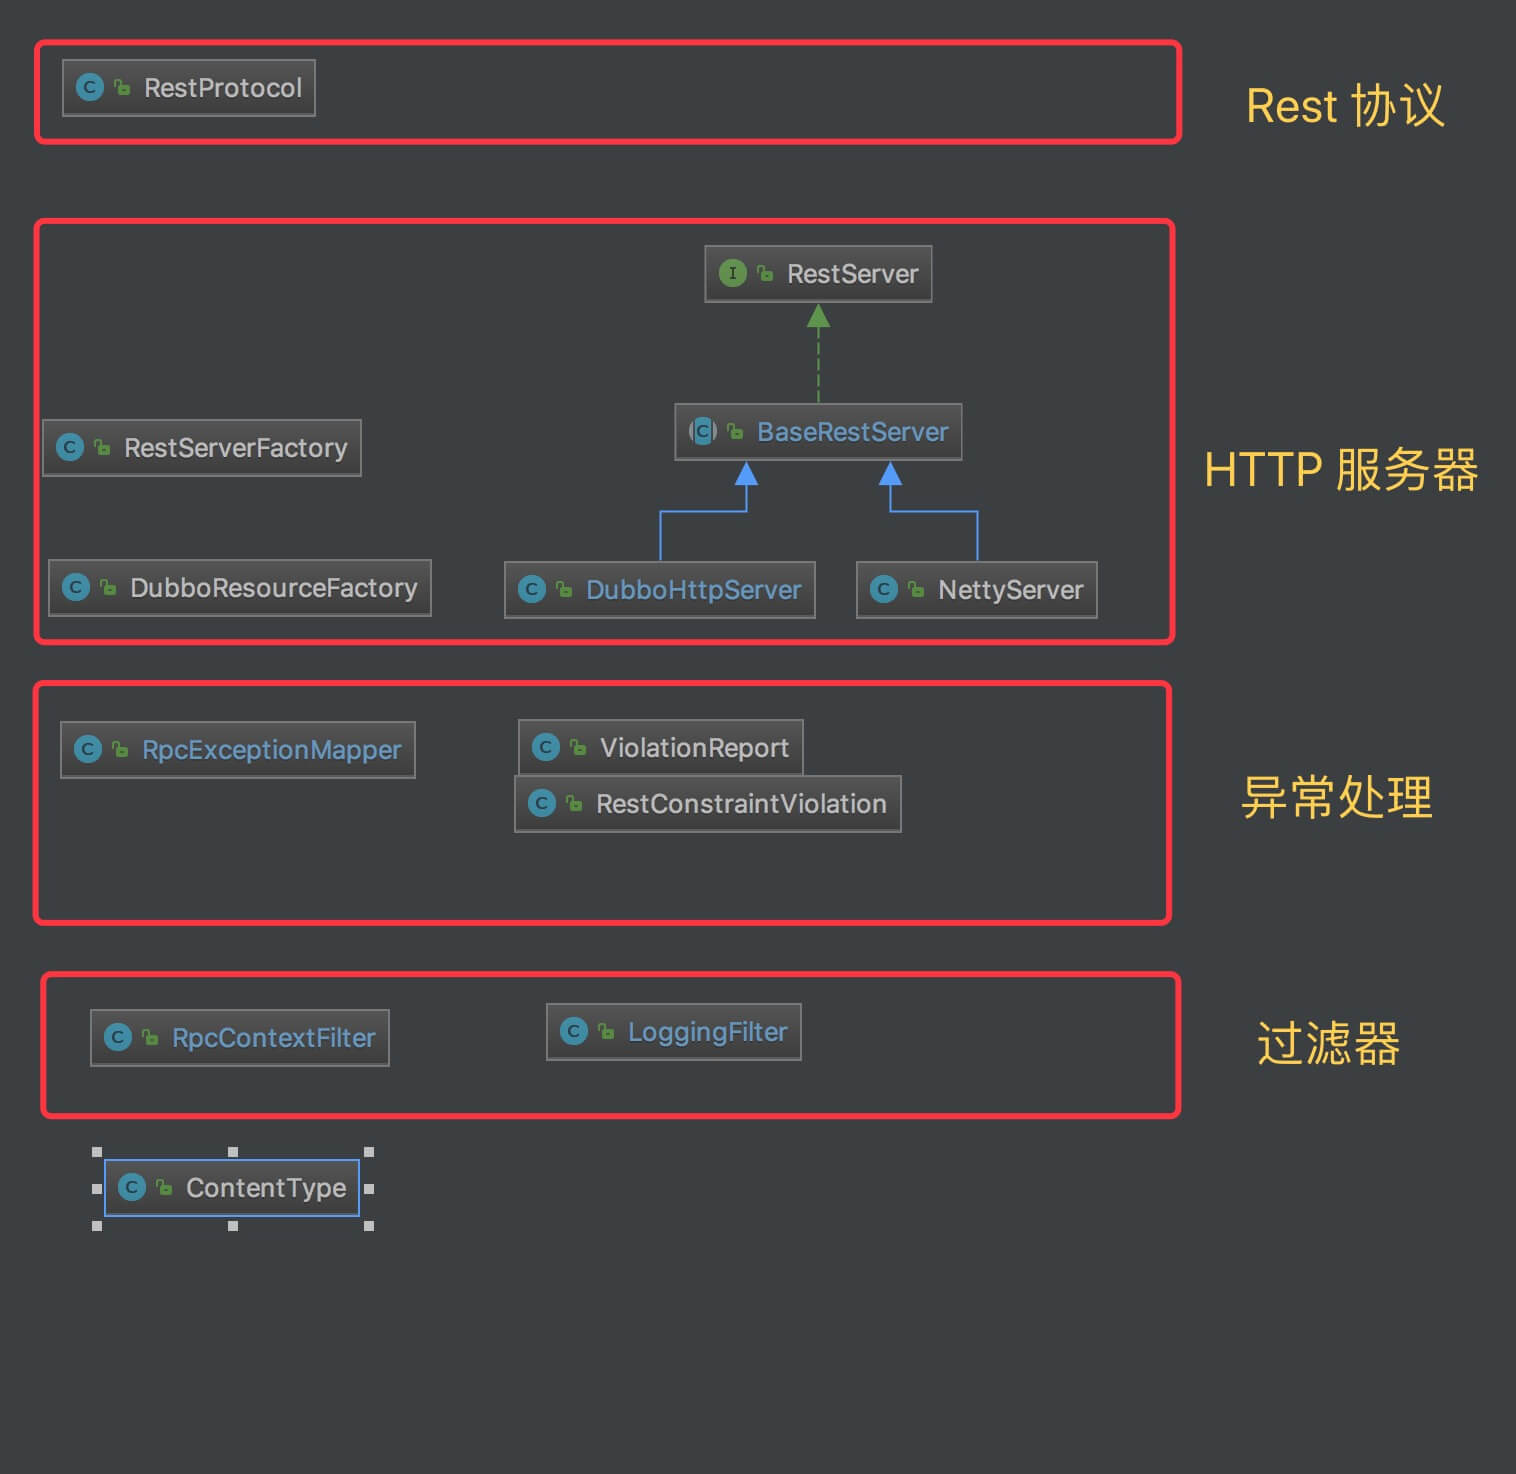 RestProtocol
Rest 协议
RestServer
BaseRestServer
RestServerFactory
HTTP 服务器
DubboResourceFactory
DubboHttpServer
NettyServer
RpcExceptionMapper
ViolationReport
RestConstraintViolation
异常处理
RpcContextFilter
LoggingFilter
过滤器
ContentType